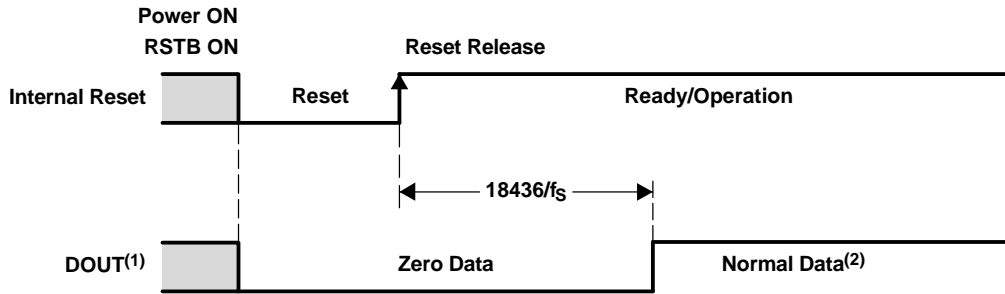 Power ON
RSTB ON
Reset Release
Internal Reset
Reset
Ready/Operation
18436/fS
DOUT(1)
Zero Data
Normal Data(2)